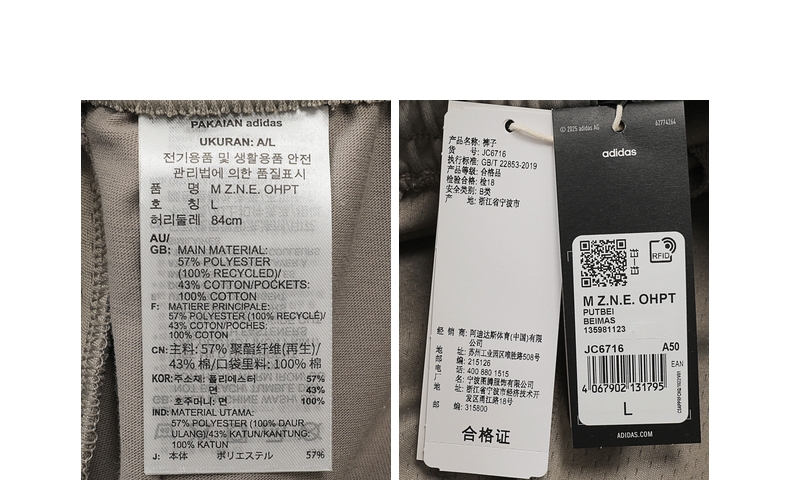 PAKAIAN adidas
UKURAN: A/L
전기용품 및 생활용품 안전
관리법에 의한 품질표시
품 명 M Z.N.E. OHPT
호 칭 L
허리둘레 84cm
AU/
GB: MAIN MATERIAL:
57% POLYESTER
(100% RECYCLED)/
43% COTTON/POCKETS:
100% COTTON
F: MATIERE PRINCIPALE:
57% POLYESTER (100% RECYCLÉ)/
43% COTON/POCHES:
100% COTON
CN: 主料: 57% 聚酯纤维(再生)/
43% 棉/口袋里料: 100% 棉
KOR: 주소재: 폴리에스터 57%
면 43%
호주머니: 면 100%
IND: MATERIAL UTAMA:
57% POLYESTER (100% DAUR
ULANG)/43% KATUN/KANTUNG:
100% KATUN
J: 本体 ポリエステル 57%
产品名称: 裤子
货 号: JC6716
执行标准: GB/T 22853-2019
产品等级: 合格品
检验合格: 检18
安全类别: B类
产 地: 浙江省宁波市
经 销 商: 阿迪达斯体育(中国)有限
公司
地 址: 苏州工业园区唯胜路508号
邮 编: 215126
电 话: 400 880 1515
名: 宁波图腾服饰有限公司
地 址: 浙江省宁波市经济技术开
发区甬江路18号
邮 编: 315800
合格证
© 2025 adidas AG
62774264
adidas
RFID
M Z.N.E. OHPT
PUTBEI
BEIMAS
135981123
JC6716 A50
EAN
4 067902 131795
L
ADIDAS.COM